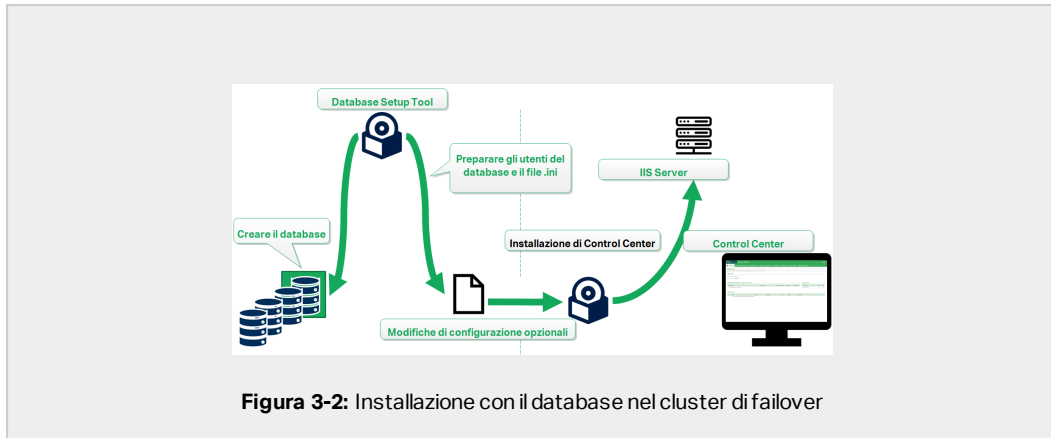 Database Setup Tool
Preparare gli utenti del
database e il file .ini
IIS Server
Creare il database
Installazione di Control Center
Control Center
Modifiche di configurazione opzionali
Figura 3-2: Installazione con il database nel cluster di failover